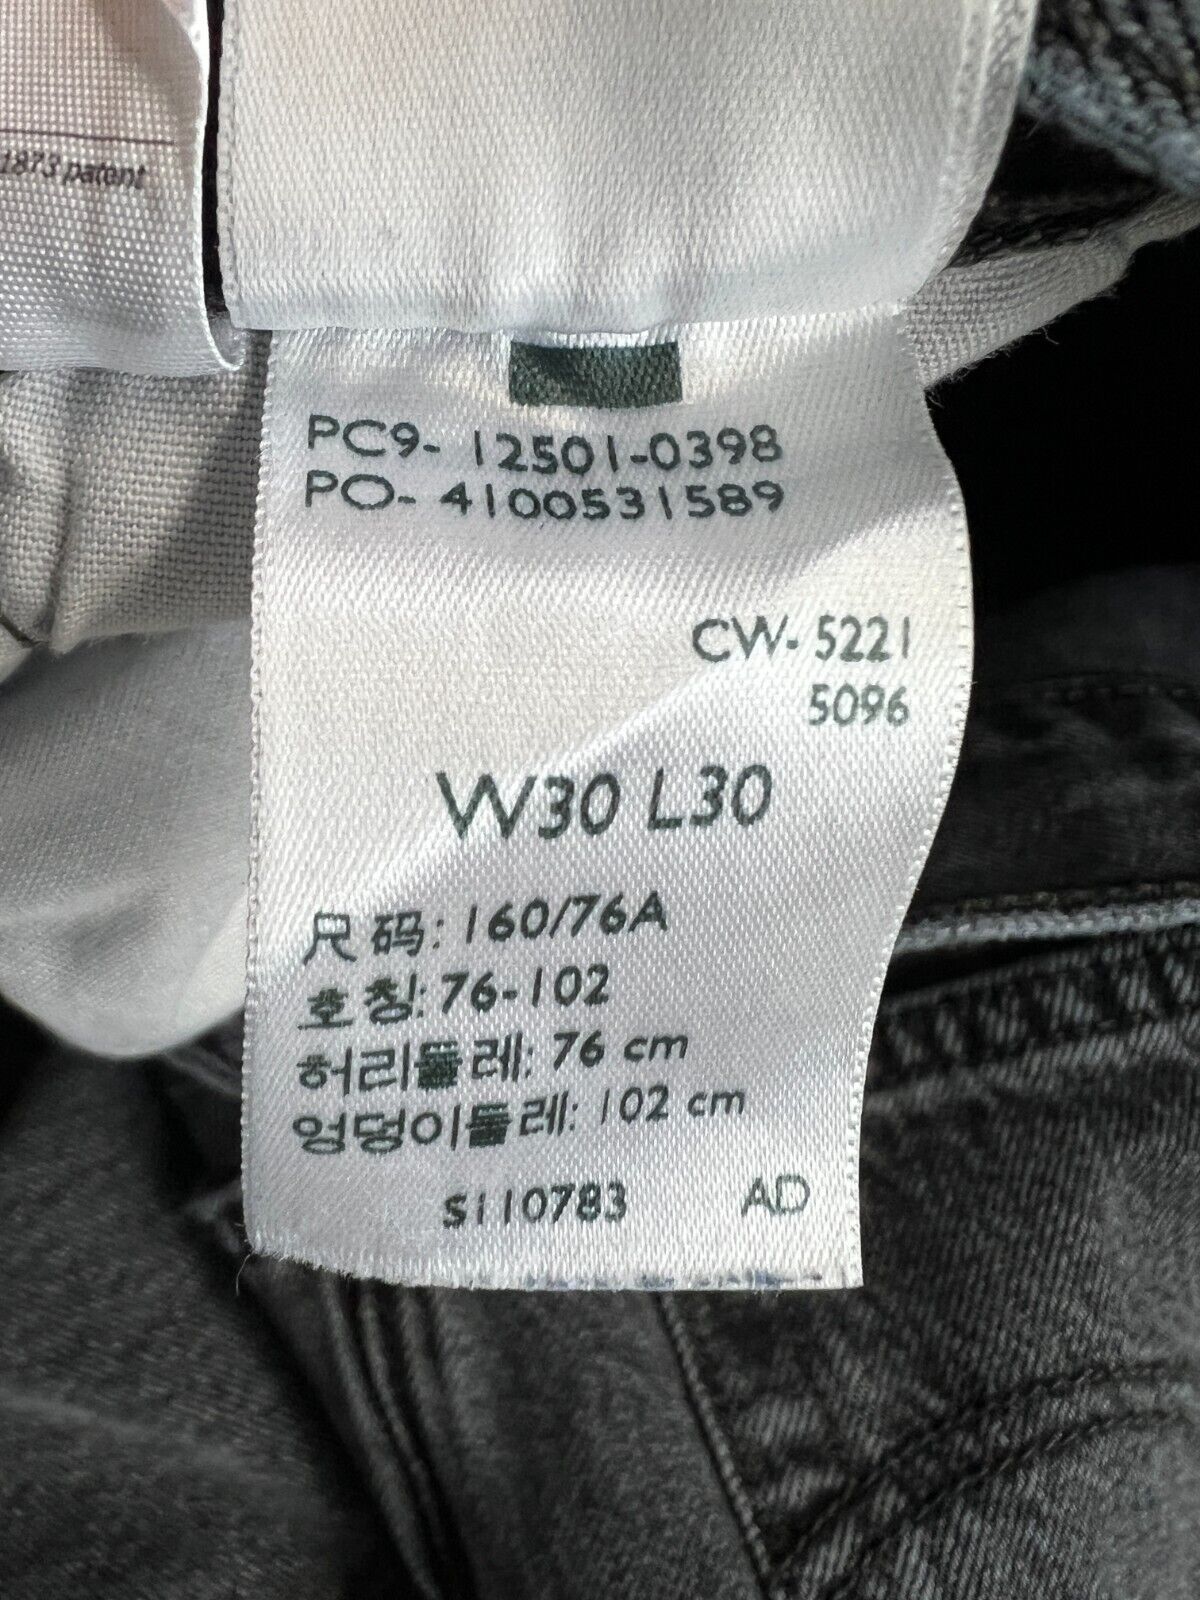 1873 patent
PC9- 12501-0398
PO- 4100531589
CW- 5221
5096
W30 L30
尺码: 160/76A
호칭: 76-102
허리둘레: 76 cm
엉덩이둘레: 102 cm
S110783 AD